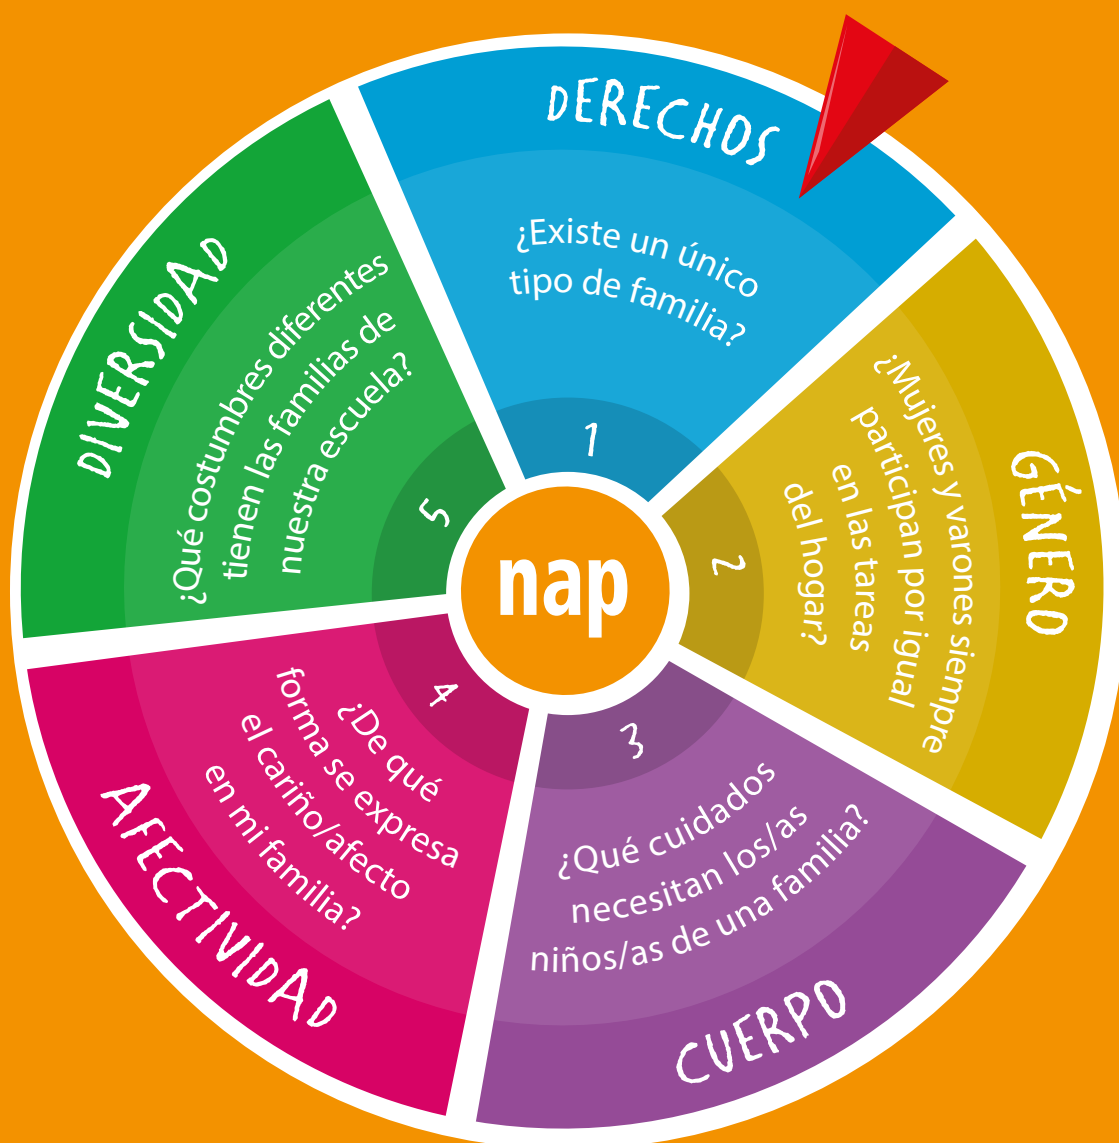 DERECHOS
¿Existe un único
tipo de familia?
1
GÉNERO
¿Mujeres y varones siempre
participan por igual
en las tareas
del hogar?
2
3
¿Qué cuidados
necesitan los/as
niños/as de una familia?
CUERPO
4
¿De qué
forma se expresa
el cariño/afecto
en mi familia?
AFECTIVIDAD
DIVERSIDAD
¿Qué costumbres diferentes
tienen las familias de
nuestra escuela?
5
nap